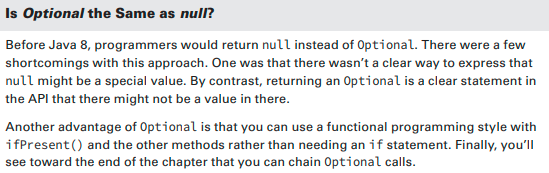 Is Optional the Same as null?
Before Java 8, programmers would return null instead of Optional. There were a few
shortcomings with this approach. One was that there wasn't a clear way to express that
null might be a special value. By contrast, returning an Optional is a clear statement in
the API that there might not be a value in there.
Another advantage of Optional is that you can use a functional programming style with
ifPresent() and the other methods rather than needing an if statement. Finally, you'll
see toward the end of the chapter that you can chain Optional calls.